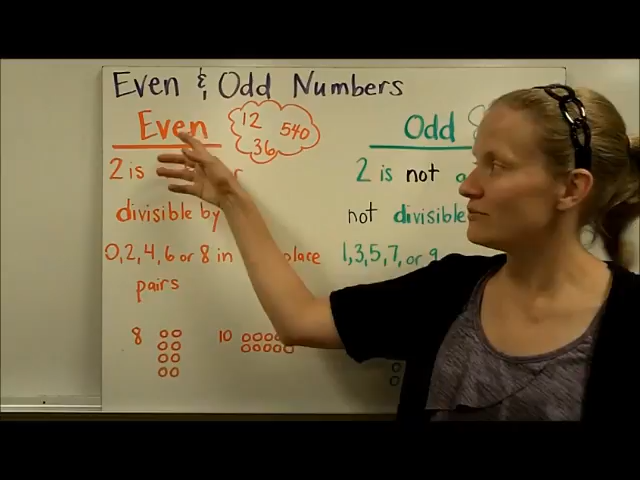 Even & Odd Numbers
Even
12
540
36
2 is
divisible by
0,2,4,6 or 8 in place
pairs
8
10
Odd
2 is not a
not divisible
1,3,5,7, or 9